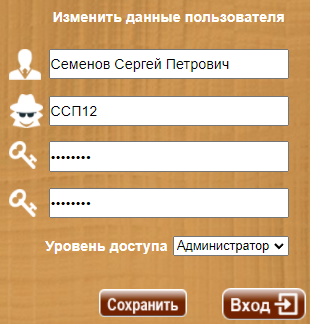 Изменить данные пользователя
Семенов Сергей Петрович
ССП12
••••••••
••••••••
Уровень доступа Администратор
Сохранить Вход